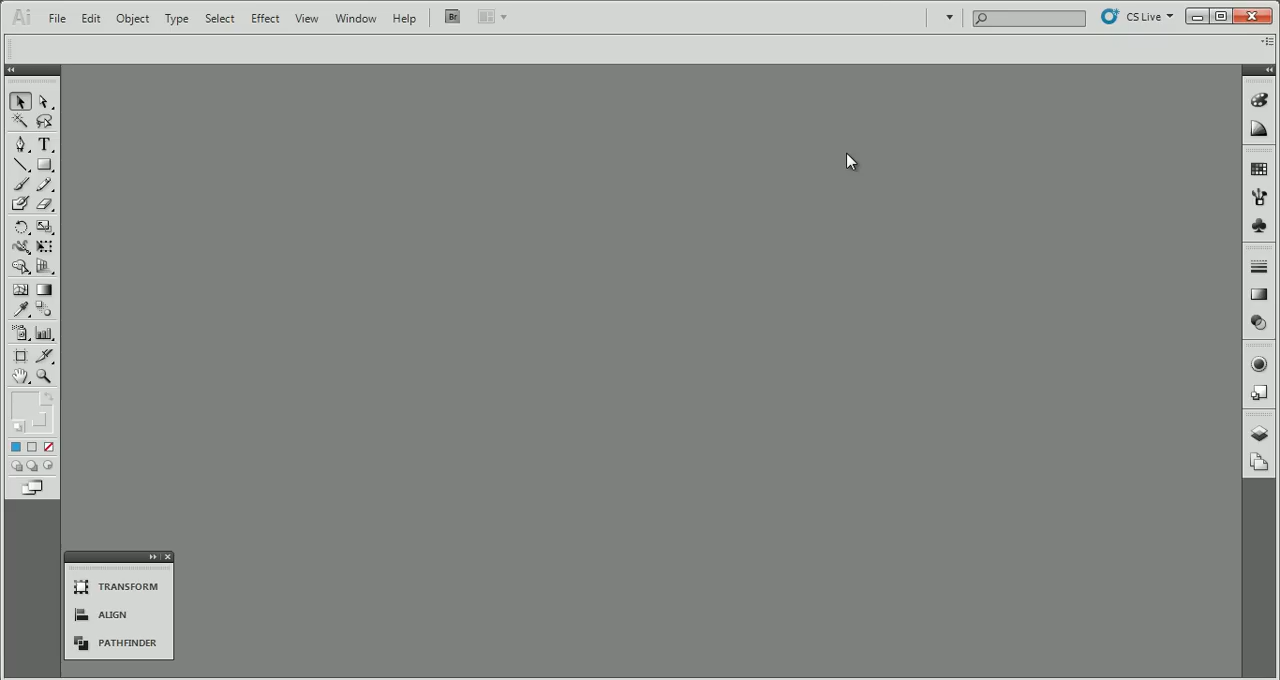 Ai File Edit Object Type Select Effect View Window Help Br CS Live
T
TRANSFORM
ALIGN
PATHFINDER